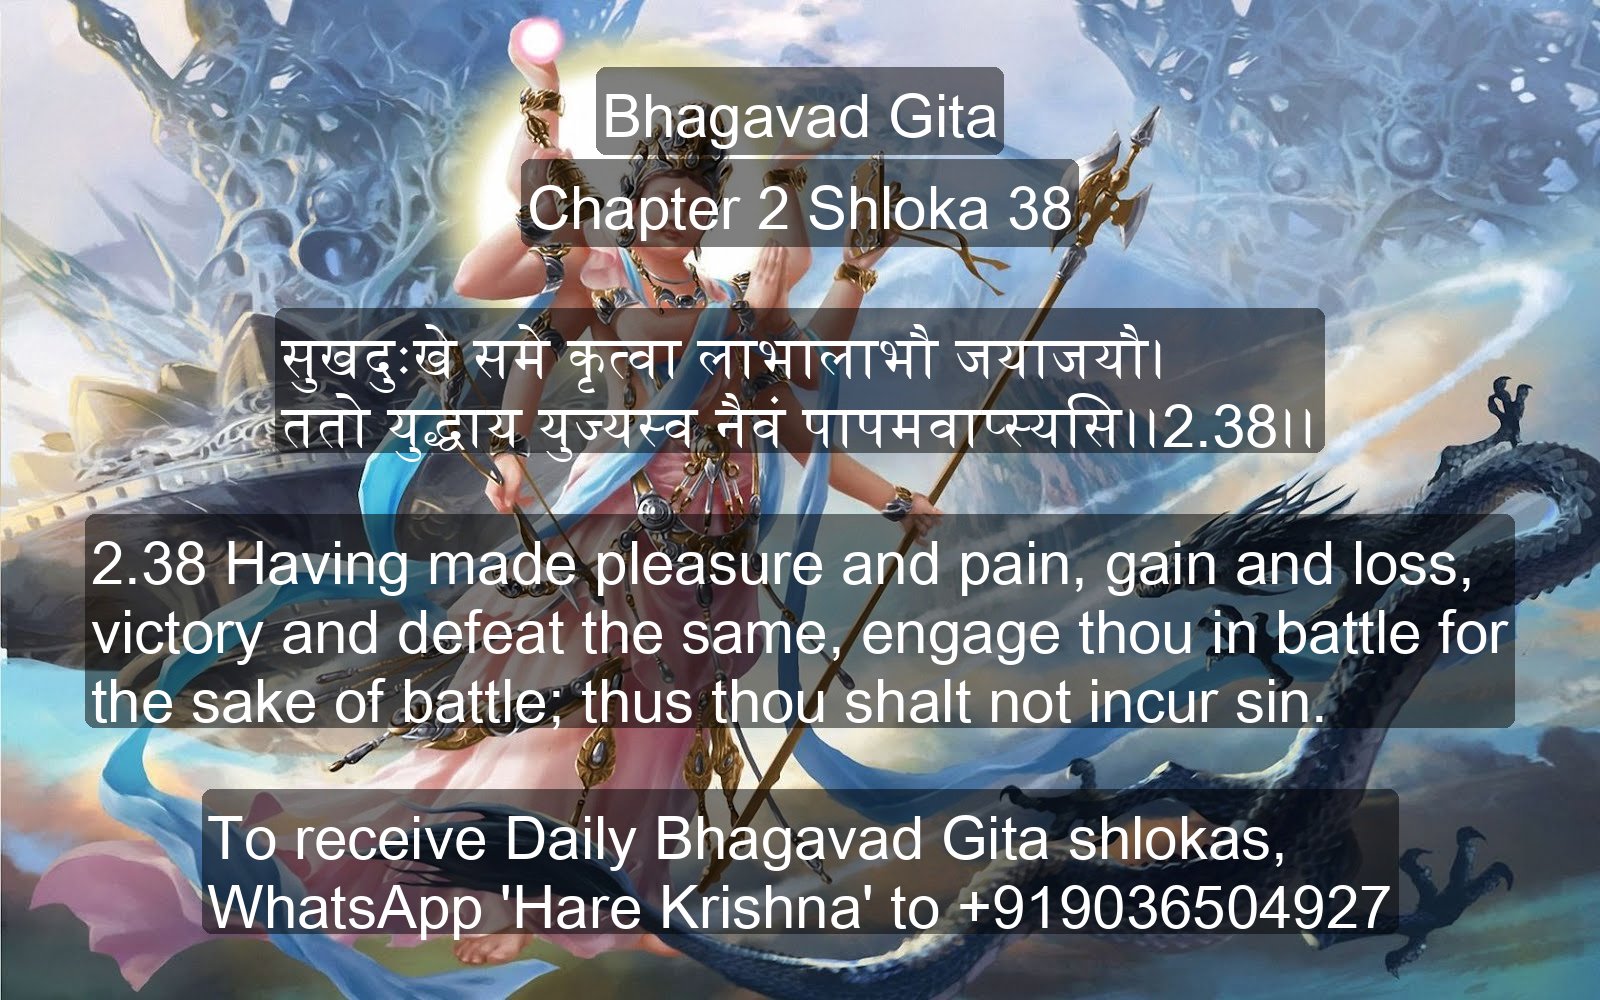 Bhagavad Gita
Chapter 2 Shloka 38
सुखदुःखे समे कृत्वा लाभालाभौ जयाजयौ।
ततो युद्धाय युज्यस्व नैवं पापमवाप्स्यसि।।2.38।।
2.38 Having made pleasure and pain, gain and loss,
victory and defeat the same, engage thou in battle for
the sake of battle; thus thou shalt not incur sin.
To receive Daily Bhagavad Gita shlokas,
WhatsApp 'Hare Krishna' to +919036504927